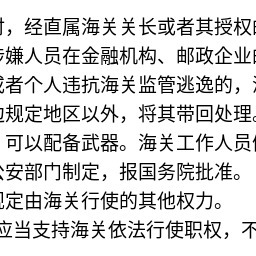 时，经直属海关关长或者其授权的
涉嫌人员在金融机构、邮政企业的
或者个人违抗海关监管逃逸的，
边规定地区以外，将其带回处理。
可以配备武器。海关工作人员
公安部门制定，报国务院批准。
规定由海关行使的其他权力。
应当支持海关依法行使职权，不